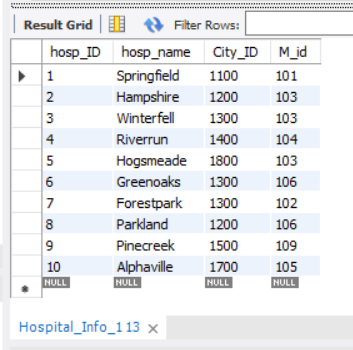 Result Grid Filter Rows:
hosp_ID hosp_name City_ID M_id
1 Springfield 1100 101
2 Hampshire 1200 103
3 Winterfell 1300 103
4 Riverrun 1400 104
5 Hogsmeade 1800 103
6 Greenoaks 1300 106
7 Forestpark 1300 102
8 Parkland 1200 106
9 Pinecreek 1500 109
10 Alphaville 1700 105
NULL NULL NULL NULL
Hospital_Info_113 ×